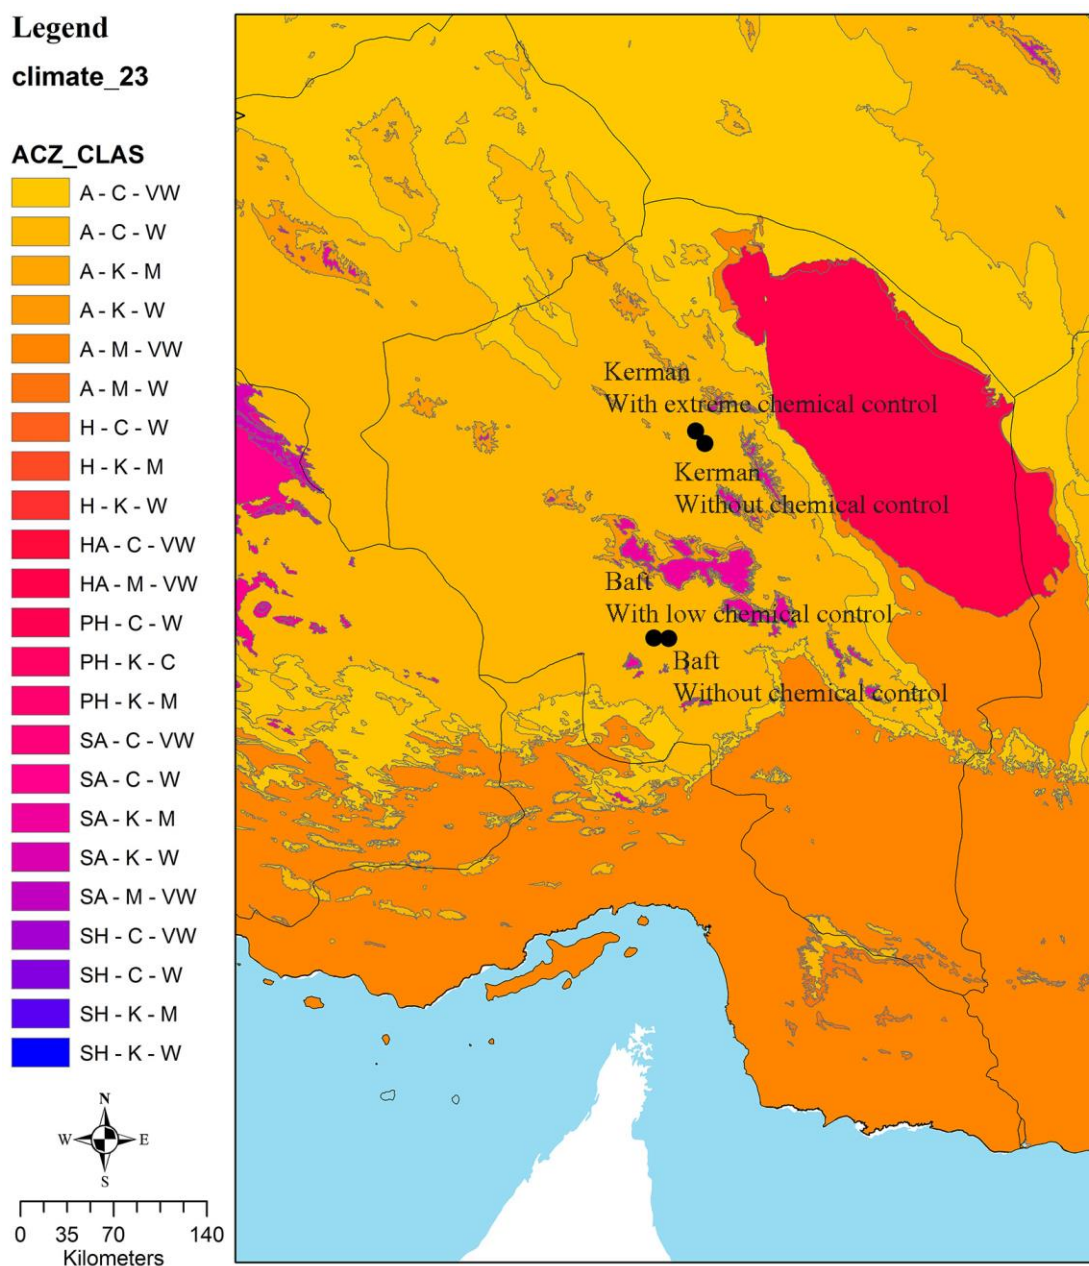 Legend
climate_23
ACZ_CLAS
A - C - VW
A - C - W
A - K - M
A - K - W
A - M - VW
A - M - W
H - C - W
H - K - M
H - K - W
HA - C - VW
HA - M - VW
PH - C - W
PH - K - C
PH - K - M
SA - C - VW
SA - C - W
SA - K - M
SA - K - W
SA - M - VW
SH - C - VW
SH - C - W
SH - K - M
SH - K - W
N
W E
S
0 35 70 140
Kilometers
Kerman
With extreme chemical control
Kerman
Without chemical control
Baft
With low chemical control
Baft
Without chemical control